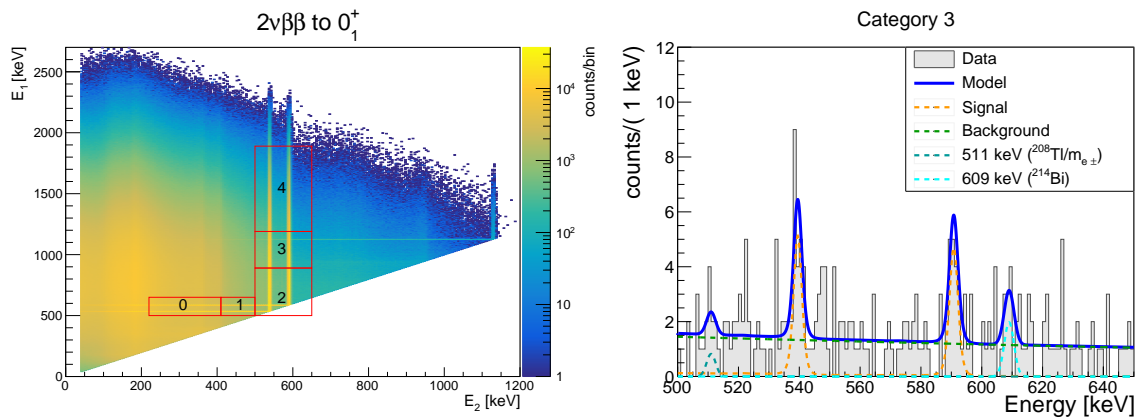 2νββ to 0₁⁺
E₁ [keV]
2500
2000
1500
1000
500
0
0 200 400 600 800 1000 1200
E₂ [keV]
4
3
2
0 1
counts/bin
10⁴
10³
10²
10
1
Category 3
counts/( 1 keV)
12
10
8
6
4
2
0
500 520 540 560 580 600 620 640
Energy [keV]
Data
Model
Signal
Background
511 keV (²⁰⁸Tl/mₑ±)
609 keV (²¹⁴Bi)